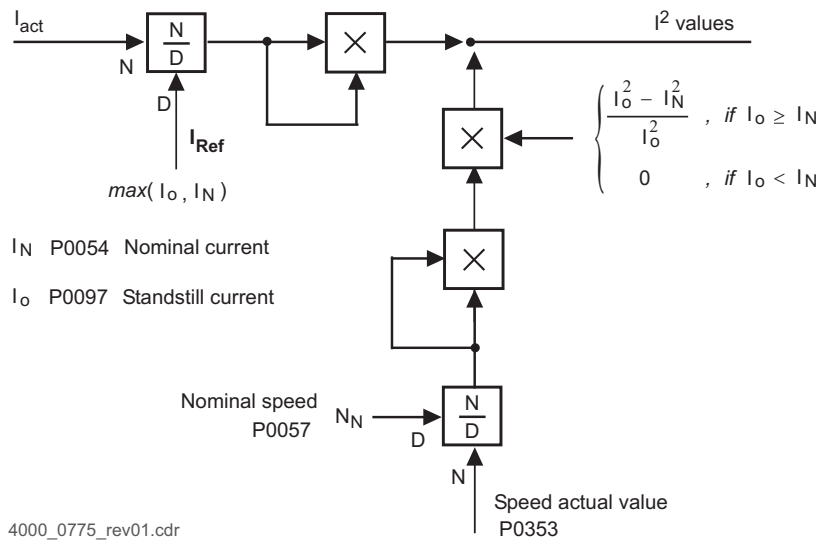 I_act
N/D
N
D
×
I² values
I_Ref
max( I_o , I_N )
×
{ (I_o² − I_N²) / I_o² , if I_o ≥ I_N
0 , if I_o < I_N
I_N P0054 Nominal current
×
I_o P0097 Standstill current
Nominal speed N_N
P0057
D
N/D
N
Speed actual value
P0353
4000_0775_rev01.cdr